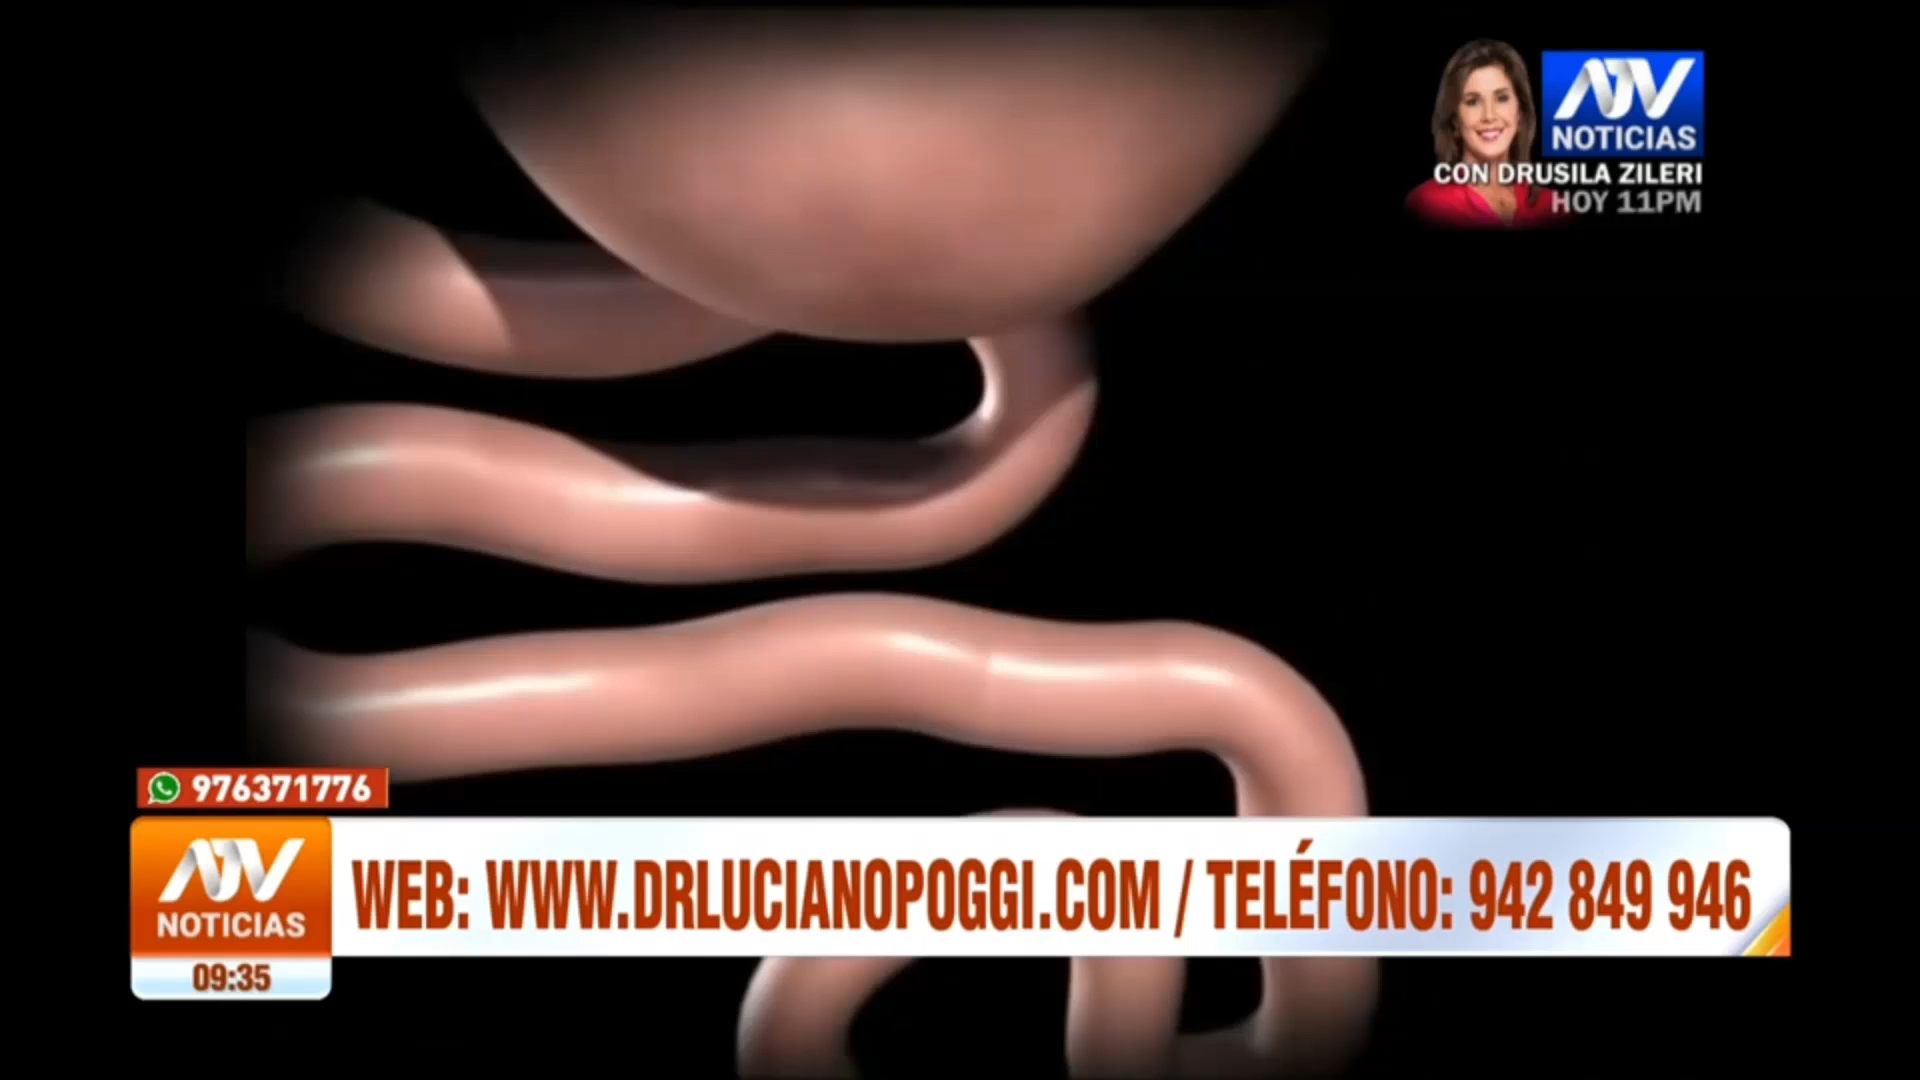 ATV
NOTICIAS
CON DRUSILA ZILERI
HOY 11PM
976371776
ATV
NOTICIAS
09:35
WEB: WWW.DRLUCIANOPOGGI.COM / TELÉFONO: 942 849 946